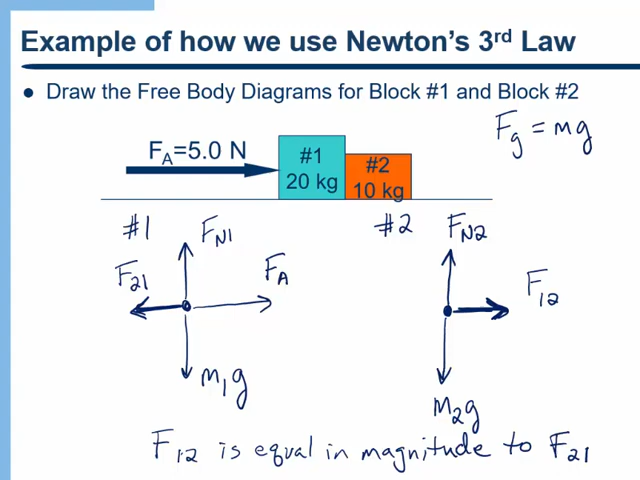 Example of how we use Newton's 3rd Law
● Draw the Free Body Diagrams for Block #1 and Block #2
Fg = mg
FA=5.0 N
#1
20 kg
#2
10 kg
#1
FN1
F21
FA
m1g
#2
FN2
F12
M2g
F12 is equal in magnitude to F21